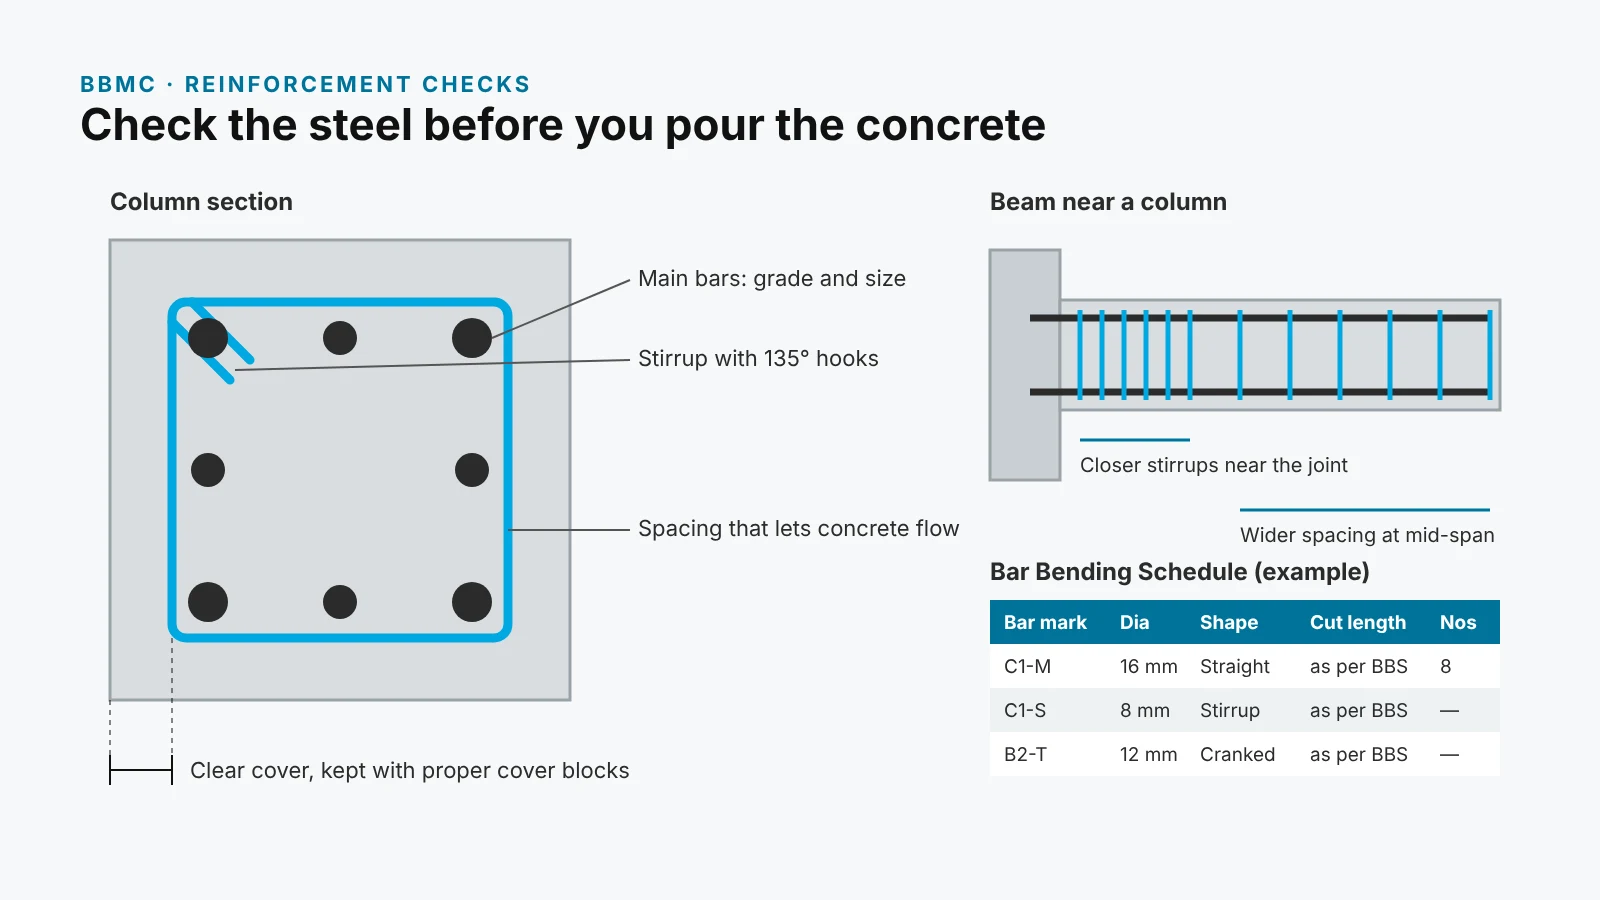 BBMC · REINFORCEMENT CHECKS
Check the steel before you pour the concrete
Column section
Main bars: grade and size
Stirrup with 135° hooks
Spacing that lets concrete flow
Clear cover, kept with proper cover blocks
Beam near a column
Closer stirrups near the joint
Wider spacing at mid-span
Bar Bending Schedule (example)
Bar mark Dia Shape Cut length Nos
C1-M 16 mm Straight as per BBS 8
C1-S 8 mm Stirrup as per BBS —
B2-T 12 mm Cranked as per BBS —